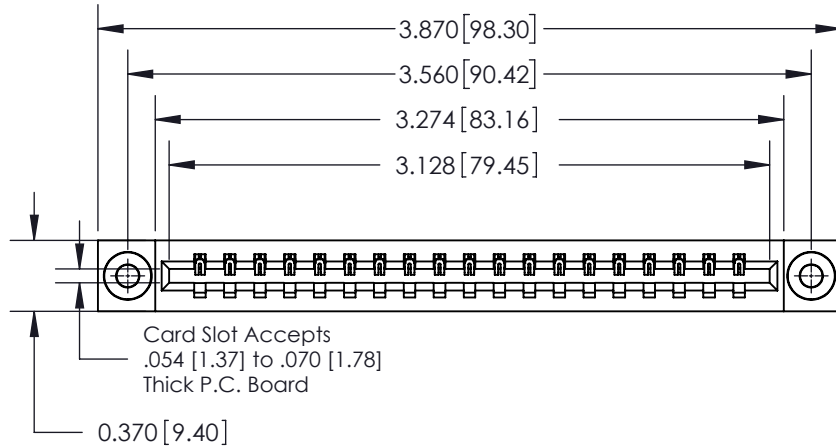 3.870 [98.30]
3.560 [90.42]
3.274 [83.16]
3.128 [79.45]
Card Slot Accepts
.054 [1.37] to .070 [1.78]
Thick P.C. Board
0.370 [9.40]